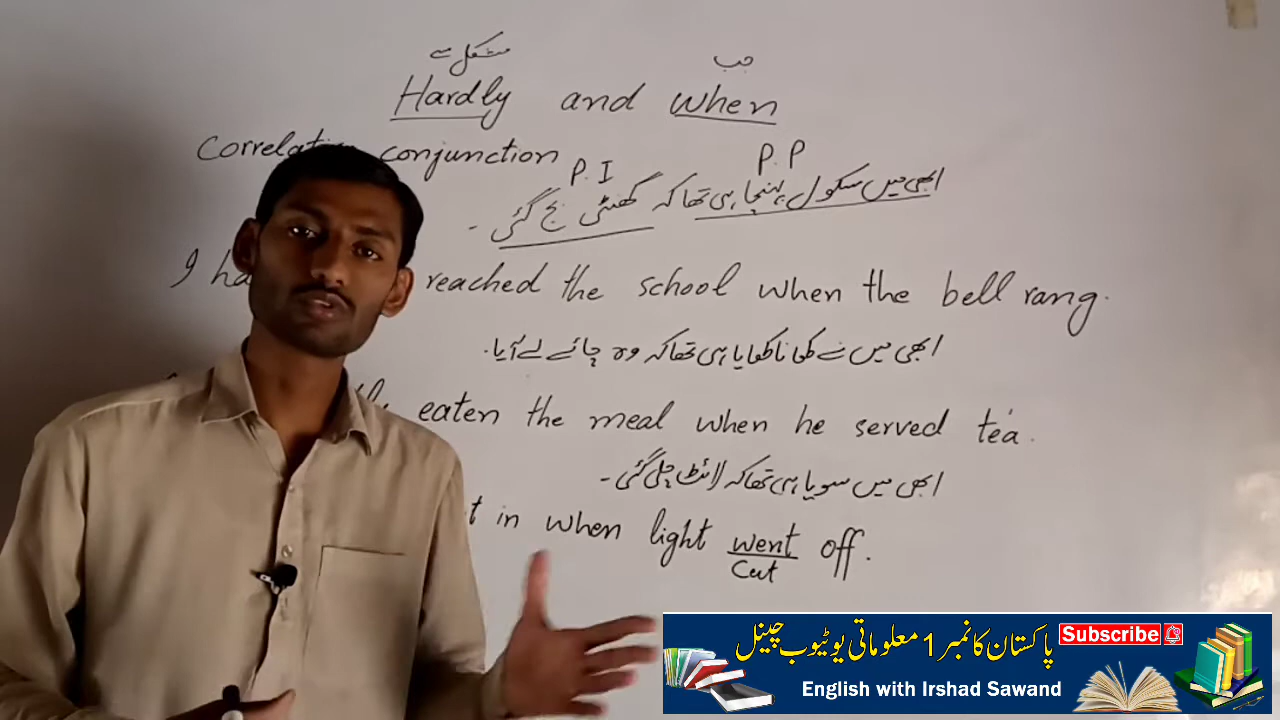 مشکل سے جب
Hardly and when
correlative conjunction
P.I P.P
ابھی میں سکول پہنچا ہی تھا کہ گھنٹی بج گئی ۔
I ha reached the school when the bell rang.
ابھی میں نے کھانا کھایا ہی تھا کہ وہ چائے لے آیا۔
eaten the meal when he served tea.
ابھی میں سویا ہی تھا کہ لائٹ چلی گئی ۔
t in when light went off.
Cut
پاکستان کا نمبر 1 معلوماتی یوٹیوب چینل
Subscribe
English with Irshad Sawand